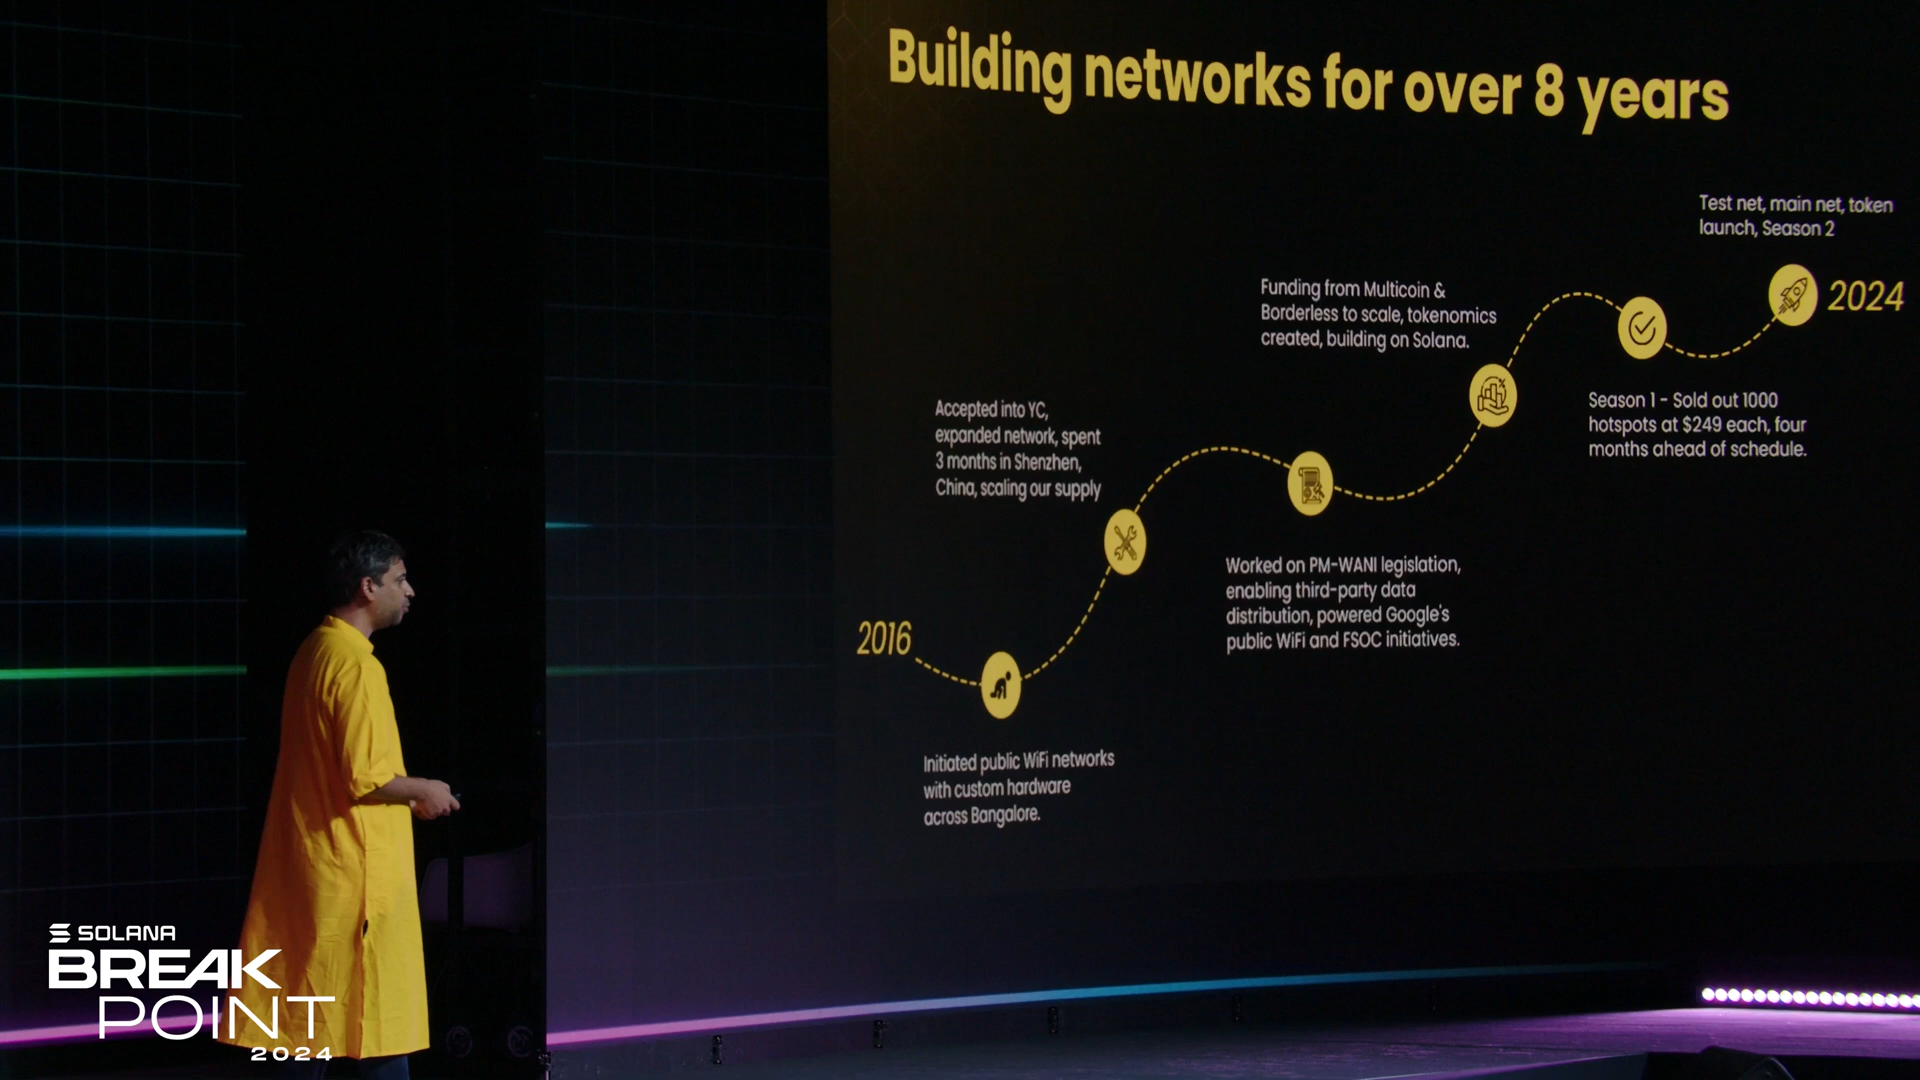 Building networks for over 8 years
Test net, main net, token
launch, Season 2
2024
Funding from Multicoin &
Borderless to scale, tokenomics
created, building on Solana.
Season 1 - Sold out 1000
hotspots at $249 each, four
months ahead of schedule.
Accepted into YC,
expanded network, spent
3 months in Shenzhen,
China, scaling our supply
Worked on PM-WANI legislation,
enabling third-party data
distribution, powered Google's
public WiFi and FSOC initiatives.
2016
Initiated public WiFi networks
with custom hardware
across Bangalore.
SOLANA
BREAK
POINT
2024